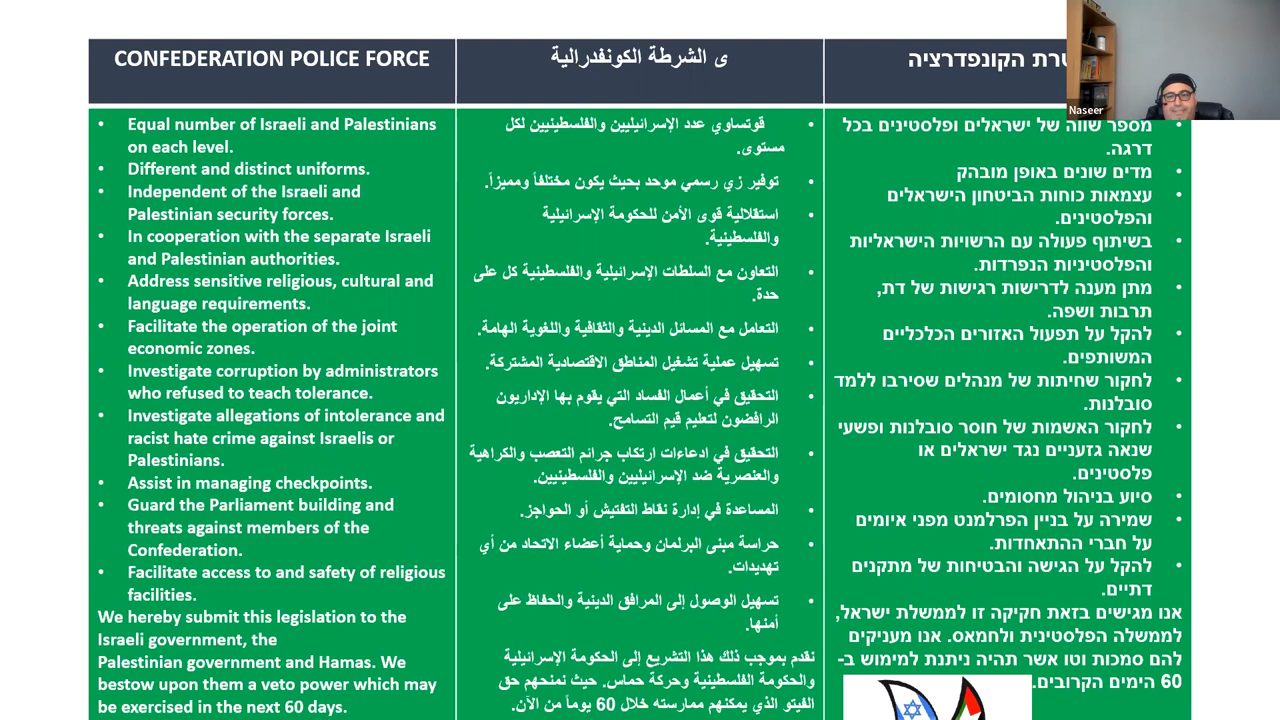 CONFEDERATION POLICE FORCE
• Equal number of Israeli and Palestinians
on each level.
• Different and distinct uniforms.
• Independent of the Israeli and
Palestinian security forces.
• In cooperation with the separate Israeli
and Palestinian authorities.
• Address sensitive religious, cultural and
language requirements.
• Facilitate the operation of the joint
economic zones.
• Investigate corruption by administrators
who refused to teach tolerance.
• Investigate allegations of intolerance and
racist hate crime against Israelis or
Palestinians.
• Assist in managing checkpoints.
• Guard the Parliament building and
threats against members of the
Confederation.
• Facilitate access to and safety of religious
facilities.
We hereby submit this legislation to the
Israeli government, the
Palestinian government and Hamas. We
bestow upon them a veto power which may
be exercised in the next 60 days.
ى الشرطة الكونفدرالية
• قوتساوي عدد الإسرائيليين والفلسطينيين لكل
مستوى.
• توفير زي رسمي موحد بحيث يكون مختلفاً ومميزاً.
• استقلالية قوى الأمن للحكومة الإسرائيلية
والفلسطينية.
• التعاون مع السلطات الإسرائيلية والفلسطينية كل على
حدة.
• التعامل مع المسائل الدينية والثقافية واللغوية الهامة.
• تسهيل عملية تشغيل المناطق الاقتصادية المشتركة.
• التحقيق في أعمال الفساد التي يقوم بها الإداريون
الرافضون لتعليم قيم التسامح.
• التحقيق في ادعاءات ارتكاب جرائم التعصب والكراهية
والعنصرية ضد الإسرائيليين والفلسطينيين.
• المساعدة في إدارة نقاط التفتيش أو الحواجز.
• حراسة مبنى البرلمان وحماية أعضاء الاتحاد من أي
تهديدات.
• تسهيل الوصول إلى المرافق الدينية والحفاظ على
أمنها.
نقدم بموجب ذلك هذا التشريع إلى الحكومة الإسرائيلية
والحكومة الفلسطينية وحركة حماس. حيث نمنحهم حق
الفيتو الذي يمكنهم ممارسته خلال 60 يوماً من الآن.
טרת הקונפדרציה
• מספר שווה של ישראלים ופלסטינים בכל
דרגה.
מדים שונים באופן מובהק
• עצמאות כוחות הביטחון הישראלים
והפלסטינים.
• בשיתוף פעולה עם הרשויות הישראליות
והפלסטיניות הנפרדות.
• מתן מענה לדרישות רגישות של דת,
תרבות ושפה.
• להקל על תפעול האזורים הכלכליים
המשותפים.
• לחקור שחיתות של מנהלים שסירבו ללמד
סובלנות.
• לחקור האשמות של חוסר סובלנות ופשעי
שנאה גזעניים נגד ישראלים או
פלסטינים.
• סיוע בניהול מחסומים.
• שמירה על בניין הפרלמנט מפני איומים
על חברי ההתאחדות.
• להקל על הגישה והבטיחות של מתקנים
דתיים.
אנו מגישים בזאת חקיקה זו לממשלת ישראל,
לממשלה הפלסטינית ולחמאס. אנו מעניקים
להם סמכות וטו אשר תהיה ניתנת למימוש ב-
60 הימים הקרובים.
Naseer